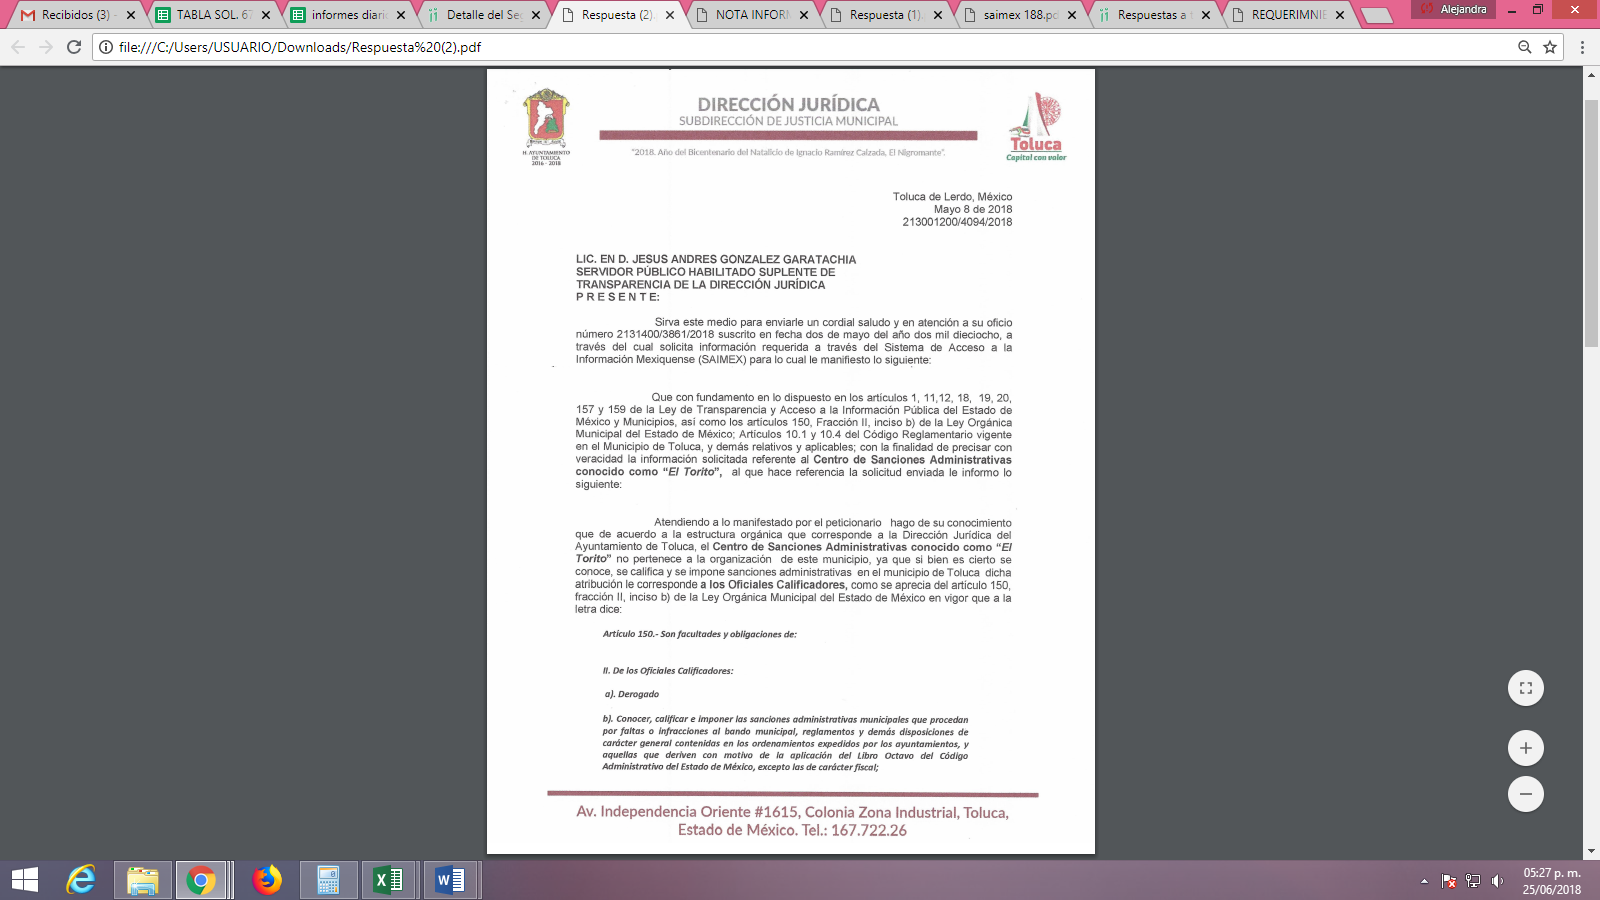 Recibidos (3) -
TABLA SOL. 67
informes diari
Detalle del Se
Respuesta (2).
NOTA INFORM
Respuesta (1).
saimex 188.pd
Respuestas a
REQUERIMNIE
Alejandra
file:///C:/Users/USUARIO/Downloads/Respuesta%20(2).pdf
H. AYUNTAMIENTO
DE TOLUCA
2016 - 2018
DIRECCIÓN JURÍDICA
SUBDIRECCIÓN DE JUSTICIA MUNICIPAL
"2018. Año del Bicentenario del Natalicio de Ignacio Ramírez Calzada, El Nigromante".
Toluca
Capital con valor
Toluca de Lerdo, México
Mayo 8 de 2018
213001200/4094/2018
LIC. EN D. JESUS ANDRES GONZALEZ GARATACHIA
SERVIDOR PÚBLICO HABILITADO SUPLENTE DE
TRANSPARENCIA DE LA DIRECCIÓN JURÍDICA
P R E S E N T E:
Sirva este medio para enviarle un cordial saludo y en atención a su oficio
número 2131400/3861/2018 suscrito en fecha dos de mayo del año dos mil dieciocho, a
través del cual solicita información requerida a través del Sistema de Acceso a la
Información Mexiquense (SAIMEX) para lo cual le manifiesto lo siguiente:
Que con fundamento en lo dispuesto en los artículos 1, 11,12, 18, 19, 20,
157 y 159 de la Ley de Transparencia y Acceso a la Información Pública del Estado de
México y Municipios, así como los artículos 150, Fracción II, inciso b) de la Ley Orgánica
Municipal del Estado de México; Artículos 10.1 y 10.4 del Código Reglamentario vigente
en el Municipio de Toluca, y demás relativos y aplicables; con la finalidad de precisar con
veracidad la información solicitada referente al Centro de Sanciones Administrativas
conocido como "El Torito", al que hace referencia la solicitud enviada le informo lo
siguiente:
Atendiendo a lo manifestado por el peticionario hago de su conocimiento
que de acuerdo a la estructura orgánica que corresponde a la Dirección Jurídica del
Ayuntamiento de Toluca, el Centro de Sanciones Administrativas conocido como "El
Torito" no pertenece a la organización de este municipio, ya que si bien es cierto se
conoce, se califica y se impone sanciones administrativas en el municipio de Toluca dicha
atribución le corresponde a los Oficiales Calificadores, como se aprecia del artículo 150,
fracción II, inciso b) de la Ley Orgánica Municipal del Estado de México en vigor que a la
letra dice:
Artículo 150.- Son facultades y obligaciones de:
II. De los Oficiales Calificadores:
a). Derogado
b). Conocer, calificar e imponer las sanciones administrativas municipales que procedan
por faltas o infracciones al bando municipal, reglamentos y demás disposiciones de
carácter general contenidas en los ordenamientos expedidos por los ayuntamientos, y
aquellas que deriven con motivo de la aplicación del Libro Octavo del Código
Administrativo del Estado de México, excepto las de carácter fiscal;
Av. Independencia Oriente #1615, Colonia Zona Industrial, Toluca,
Estado de México. Tel.: 167.722.26
05:27 p. m.
25/06/2018